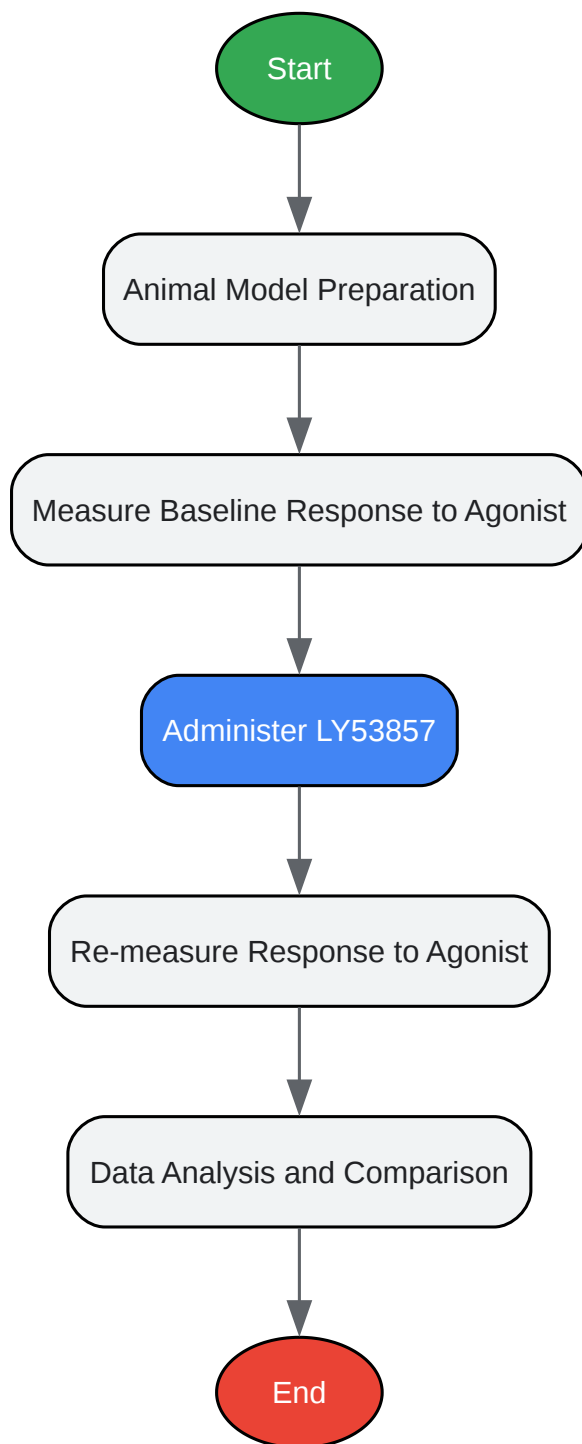 Start
Animal Model Preparation
Measure Baseline Response to Agonist
Administer LY53857
Re-measure Response to Agonist
Data Analysis and Comparison
End